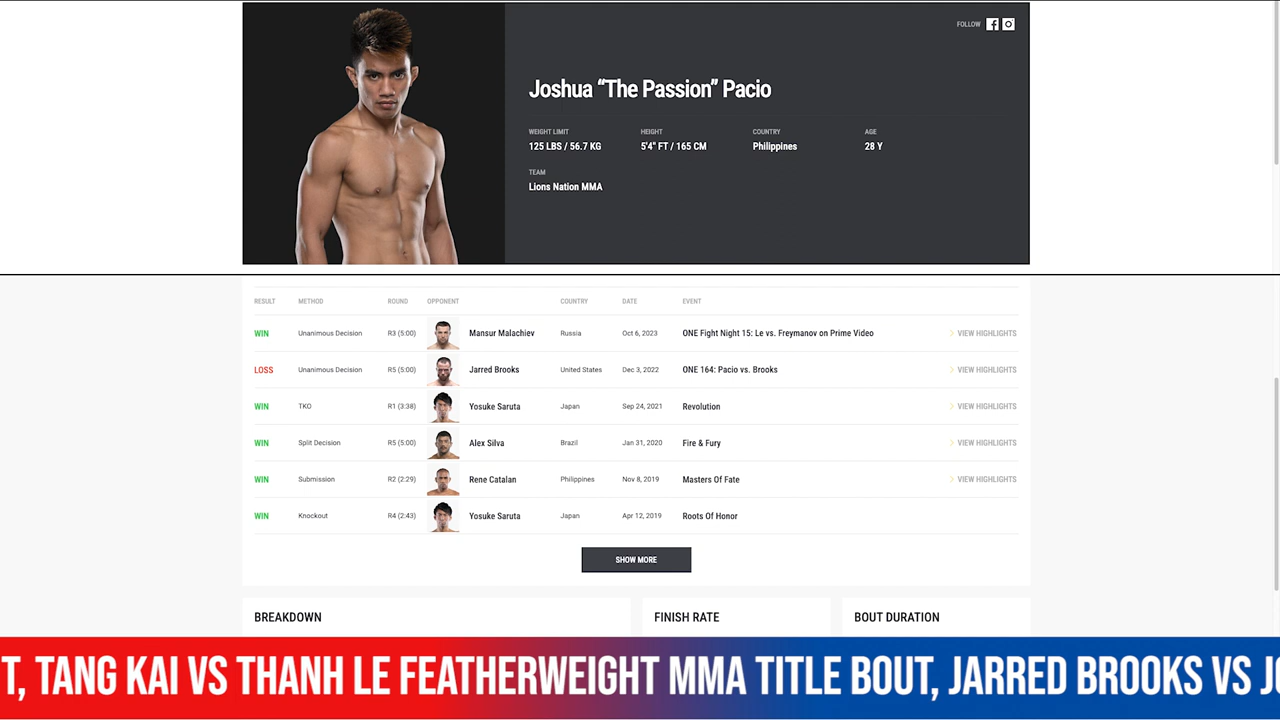 FOLLOW
Joshua “The Passion” Pacio
WEIGHT LIMIT HEIGHT COUNTRY AGE
125 LBS / 56.7 KG 5'4" FT / 165 CM Philippines 28 Y
TEAM
Lions Nation MMA
RESULT METHOD ROUND OPPONENT COUNTRY DATE EVENT
WIN Unanimous Decision R3 (5:00) Mansur Malachiev Russia Oct 6, 2023 ONE Fight Night 15: Le vs. Freymanov on Prime Video VIEW HIGHLIGHTS
LOSS Unanimous Decision R5 (5:00) Jarred Brooks United States Dec 3, 2022 ONE 164: Pacio vs. Brooks VIEW HIGHLIGHTS
WIN TKO R1 (3:38) Yosuke Saruta Japan Sep 24, 2021 Revolution VIEW HIGHLIGHTS
WIN Split Decision R5 (5:00) Alex Silva Brazil Jan 31, 2020 Fire & Fury VIEW HIGHLIGHTS
WIN Submission R2 (2:29) Rene Catalan Philippines Nov 8, 2019 Masters Of Fate VIEW HIGHLIGHTS
WIN Knockout R4 (2:43) Yosuke Saruta Japan Apr 12, 2019 Roots Of Honor
SHOW MORE
BREAKDOWN FINISH RATE BOUT DURATION
T, TANG KAI VS THANH LE FEATHERWEIGHT MMA TITLE BOUT, JARRED BROOKS VS JO